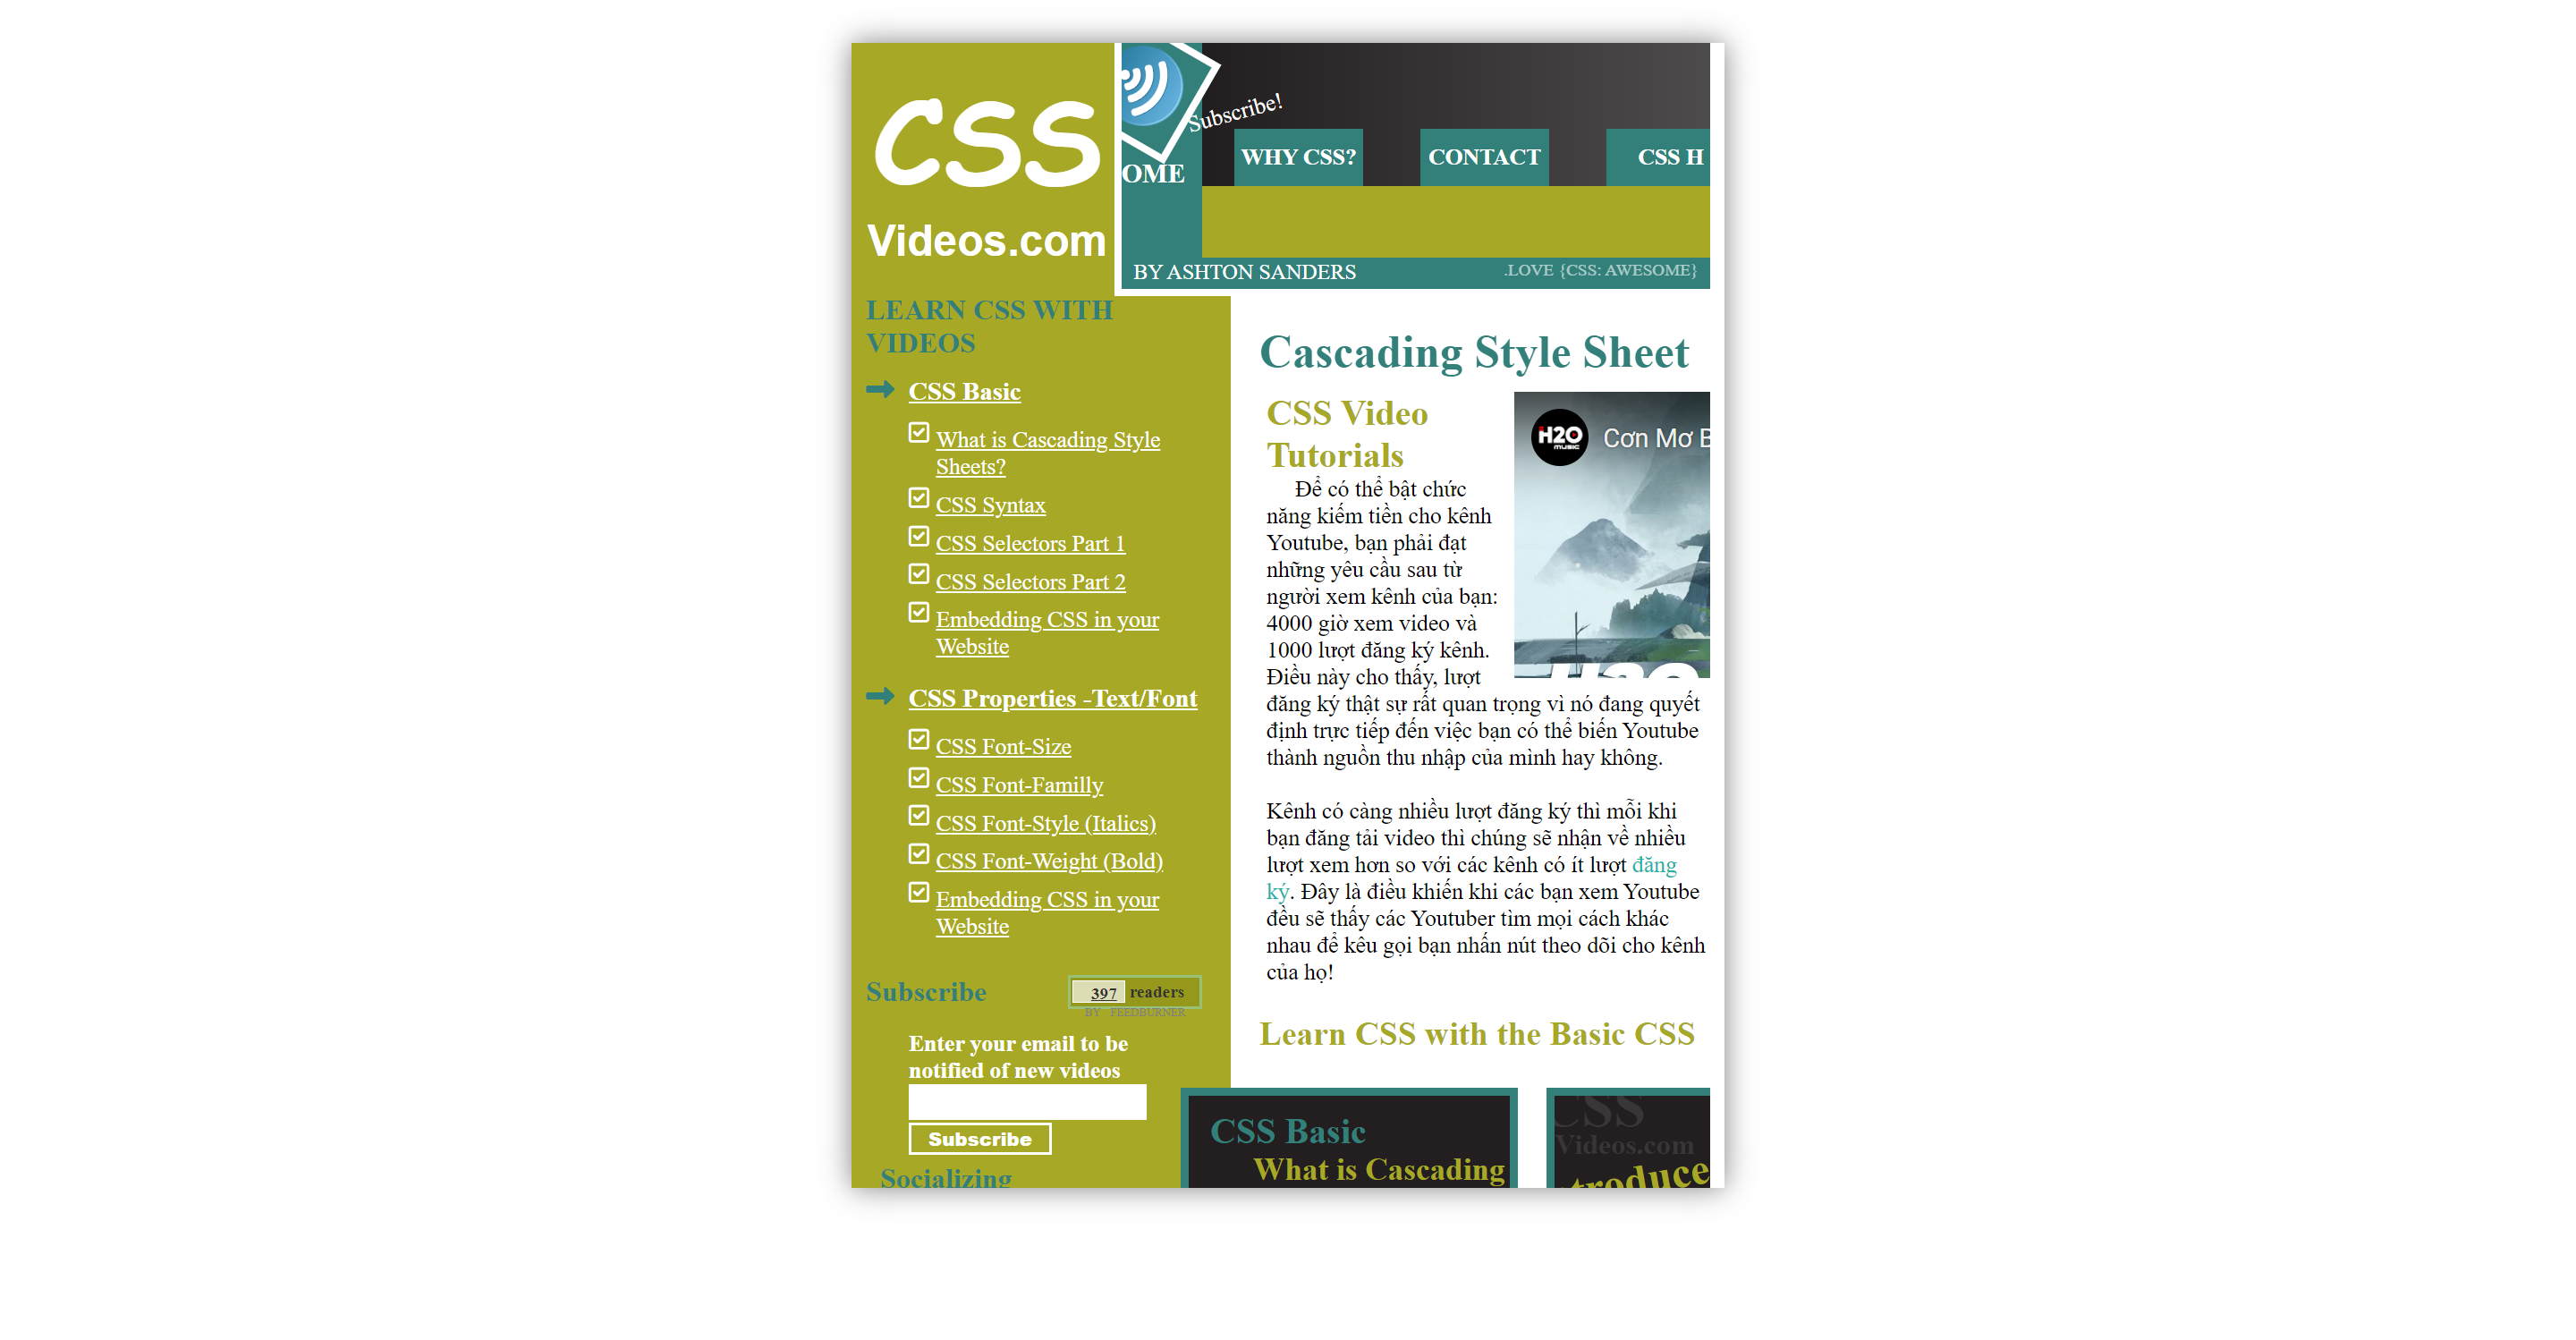 CSS
Videos.com
Subscribe!
OME
WHY CSS?
CONTACT
CSS H
BY ASHTON SANDERS
.LOVE {CSS: AWESOME}
LEARN CSS WITH
VIDEOS
CSS Basic
What is Cascading Style
Sheets?
CSS Syntax
CSS Selectors Part 1
CSS Selectors Part 2
Embedding CSS in your
Website
CSS Properties -Text/Font
CSS Font-Size
CSS Font-Familly
CSS Font-Style (Italics)
CSS Font-Weight (Bold)
Embedding CSS in your
Website
Subscribe
397 readers
BY FEEDBURNER
Enter your email to be
notified of new videos
Subscribe
Socializing
Cascading Style Sheet
CSS Video
Tutorials
H2O
MUSIC
Cơn Mơ B
Để có thể bật chức
năng kiếm tiền cho kênh
Youtube, bạn phải đạt
những yêu cầu sau từ
người xem kênh của bạn:
4000 giờ xem video và
1000 lượt đăng ký kênh.
Điều này cho thấy, lượt
đăng ký thật sự rất quan trọng vì nó đang quyết
định trực tiếp đến việc bạn có thể biến Youtube
thành nguồn thu nhập của mình hay không.
Kênh có càng nhiều lượt đăng ký thì mỗi khi
bạn đăng tải video thì chúng sẽ nhận về nhiều
lượt xem hơn so với các kênh có ít lượt đăng
ký. Đây là điều khiến khi các bạn xem Youtube
đều sẽ thấy các Youtuber tìm mọi cách khác
nhau để kêu gọi bạn nhấn nút theo dõi cho kênh
của họ!
Learn CSS with the Basic CSS
CSS Basic
What is Cascading
CSS
Videos.com
troduce